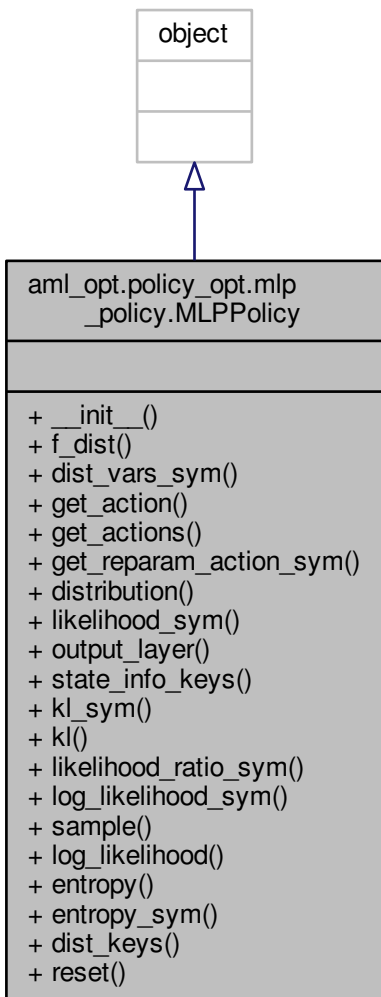 object
aml_opt.policy_opt.mlp
_policy.MLPPolicy
+ __init__()
+ f_dist()
+ dist_vars_sym()
+ get_action()
+ get_actions()
+ get_reparam_action_sym()
+ distribution()
+ likelihood_sym()
+ output_layer()
+ state_info_keys()
+ kl_sym()
+ kl()
+ likelihood_ratio_sym()
+ log_likelihood_sym()
+ sample()
+ log_likelihood()
+ entropy()
+ entropy_sym()
+ dist_keys()
+ reset()